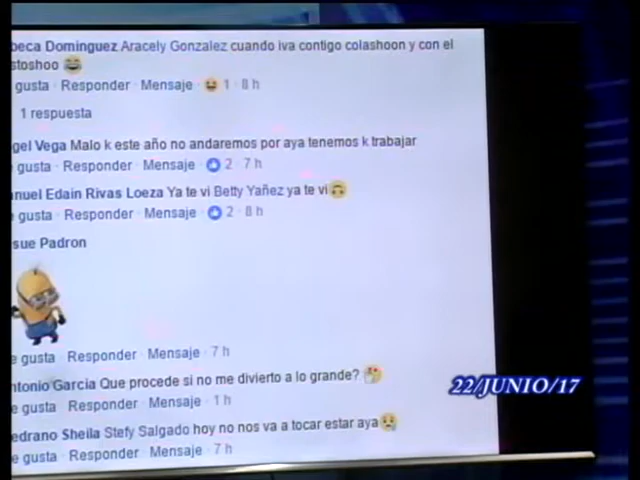 beca Dominguez Aracely Gonzalez cuando iva contigo colashoon y con el
stoshoo
gusta · Responder · Mensaje · 1 · 8 h
1 respuesta
gel Vega Malo k este año no andaremos por aya tenemos k trabajar
gusta · Responder · Mensaje · 2 · 7 h
nuel Edain Rivas Loeza Ya te vi Betty Yañez ya te vi
gusta · Responder · Mensaje · 2 · 8 h
sue Padron
e gusta · Responder · Mensaje · 7 h
ntonio Garcia Que procede si no me divierto a lo grande?
e gusta · Responder · Mensaje · 1 h
22/JUNIO/17
edrano Sheila Stefy Salgado hoy no nos va a tocar estar aya
e gusta · Responder · Mensaje · 7 h